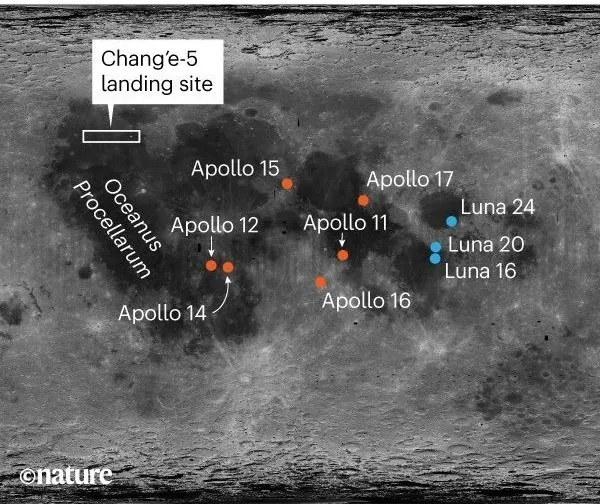 Chang’e-5
landing site
Apollo 15
Apollo 17
Oceanus
Procellarum
Apollo 12
Apollo 11
Luna 24
Luna 20
Luna 16
Apollo 14
Apollo 16
©nature